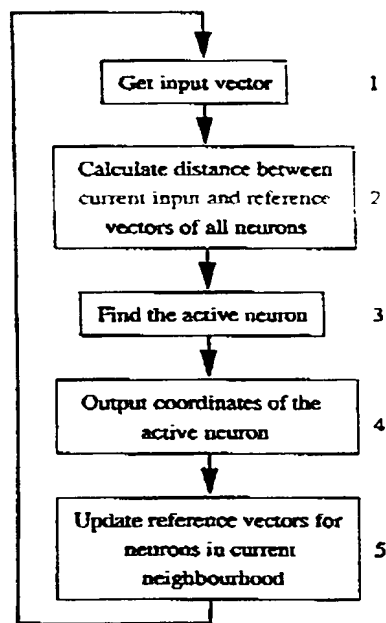 Get input vector
1
Calculate distance between
current input and reference
vectors of all neurons
2
Find the active neuron
3
Output coordinates of the
active neuron
4
Update reference vectors for
neurons in current
neighbourhood
5